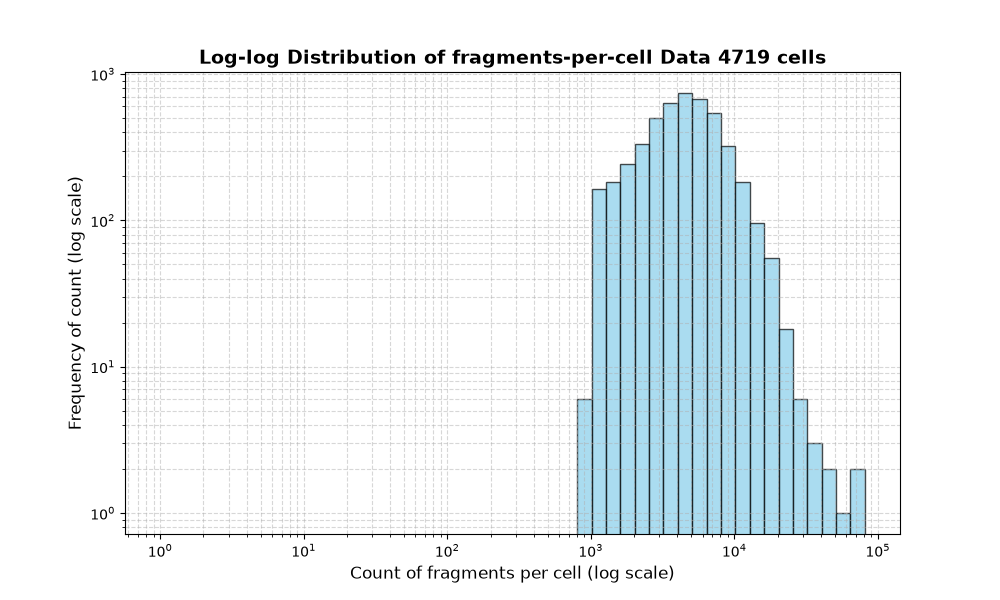 Log-log Distribution of fragments-per-cell Data 4719 cells
Frequency of count (log scale)
10³
10²
10¹
10⁰
10⁰ 10¹ 10² 10³ 10⁴ 10⁵
Count of fragments per cell (log scale)